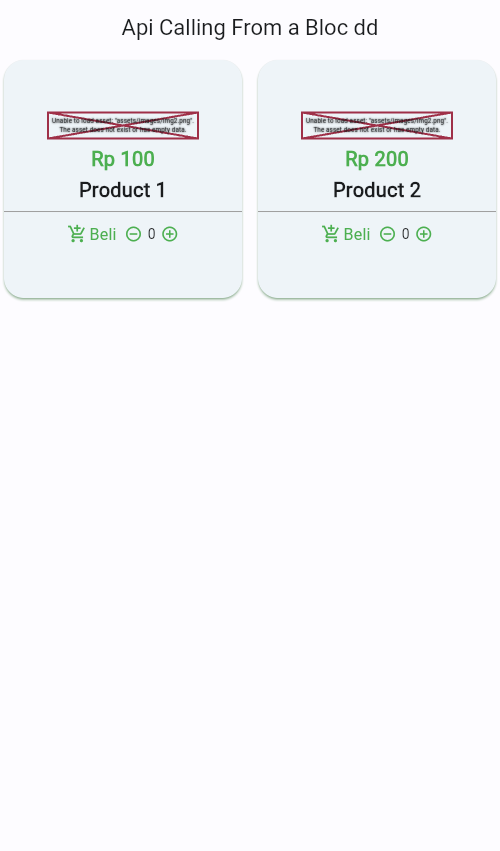 Api Calling From a Bloc dd
Unable to load asset: "assets/images/img2.png".
The asset does not exist or has empty data.
Unable to load asset: "assets/images/img2.png".
The asset does not exist or has empty data.
Rp 100
Rp 200
Product 1
Product 2
Beli 0
Beli 0